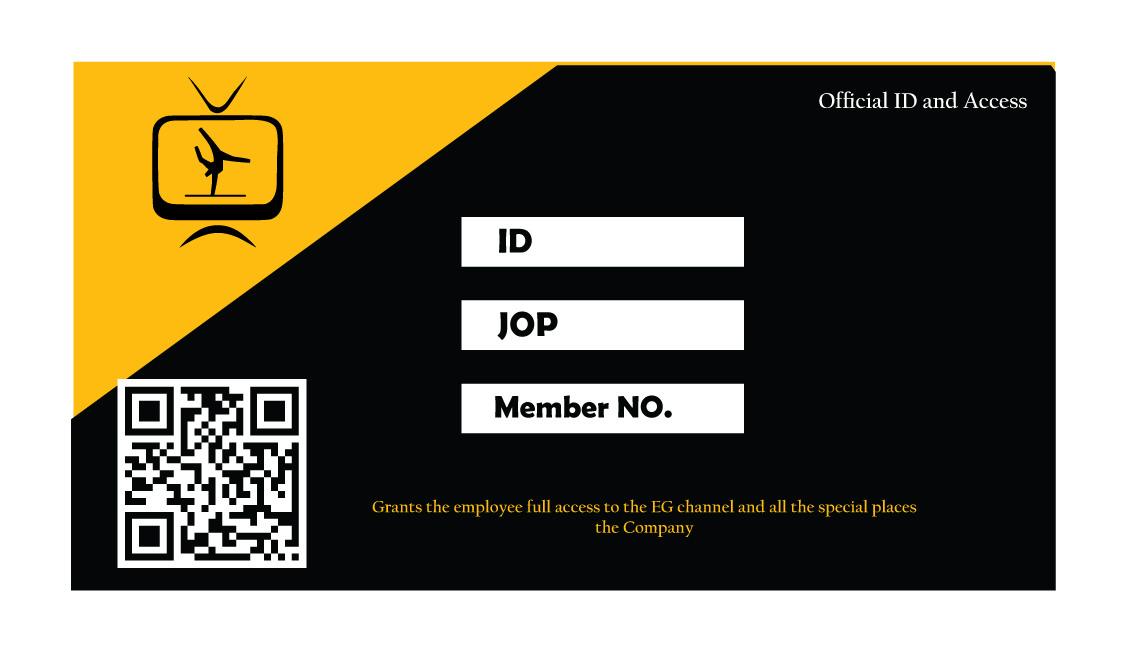 Official ID and Access
ID
JOP
Member NO.
Grants the employee full access to the EG channel and all the special places
the Company